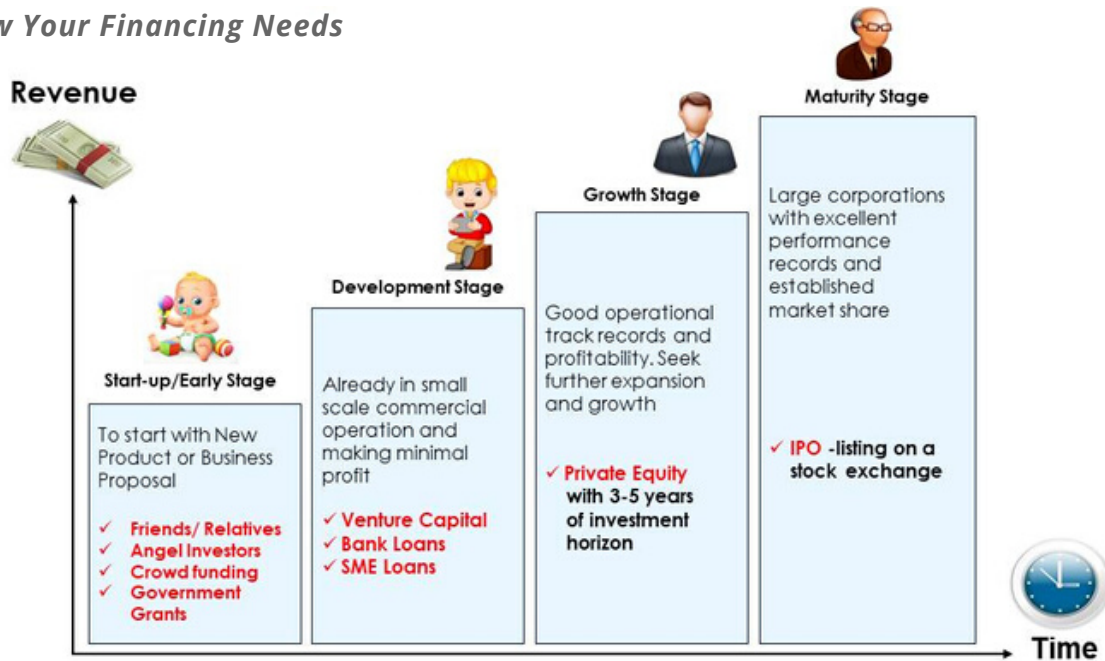 Your Financing Needs
Revenue
Start-up/Early Stage
To start with New
Product or Business
Proposal
✓ Friends/ Relatives
✓ Angel Investors
✓ Crowd funding
✓ Government
Grants
Development Stage
Already in small
scale commercial
operation and
making minimal
profit
✓ Venture Capital
✓ Bank Loans
✓ SME Loans
Growth Stage
Good operational
track records and
profitability. Seek
further expansion
and growth
✓ Private Equity
with 3-5 years
of investment
horizon
Maturity Stage
Large corporations
with excellent
performance
records and
established
market share
✓ IPO -listing on a
stock exchange
Time